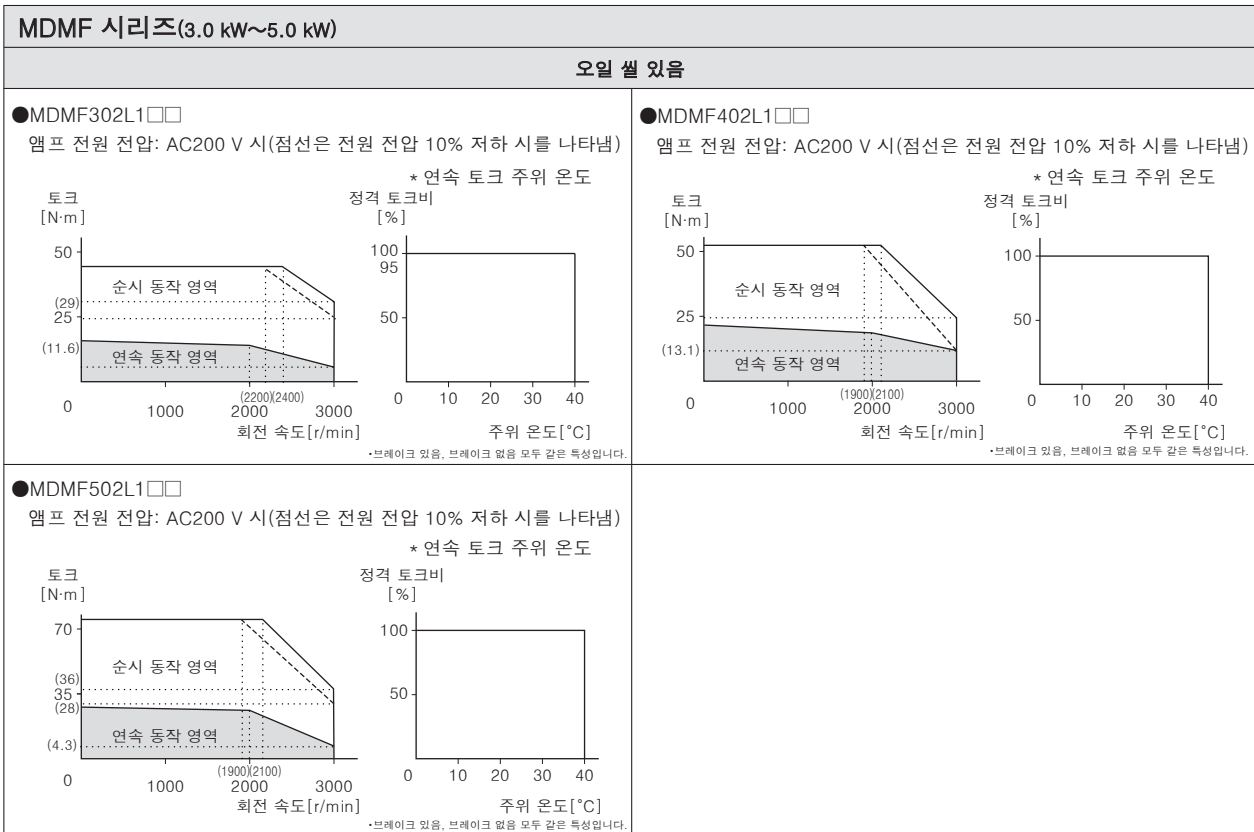 MDMF 시리즈(3.0 kW～5.0 kW)
오일 씰 있음
●MDMF302L1□□
앰프 전원 전압: AC200 V 시(점선은 전원 전압 10% 저하 시를 나타냄)
* 연속 토크 주위 온도
토크
[N·m]
50
(29)
25
(11.6)
0
순시 동작 영역
연속 동작 영역
(2200)(2400)
1000 2000 3000
회전 속도[r/min]
정격 토크비
[%]
100
95
50
0 10 20 30 40
주위 온도[°C]
•브레이크 있음, 브레이크 없음 모두 같은 특성입니다.
●MDMF402L1□□
앰프 전원 전압: AC200 V 시(점선은 전원 전압 10% 저하 시를 나타냄)
* 연속 토크 주위 온도
토크
[N·m]
50
25
(13.1)
0
순시 동작 영역
연속 동작 영역
(1900)(2100)
1000 2000 3000
회전 속도[r/min]
정격 토크비
[%]
100
50
0 10 20 30 40
주위 온도[°C]
•브레이크 있음, 브레이크 없음 모두 같은 특성입니다.
●MDMF502L1□□
앰프 전원 전압: AC200 V 시(점선은 전원 전압 10% 저하 시를 나타냄)
* 연속 토크 주위 온도
토크
[N·m]
70
(36)
35
(28)
(4.3)
0
순시 동작 영역
연속 동작 영역
(1900)(2100)
1000 2000 3000
회전 속도[r/min]
정격 토크비
[%]
100
50
0 10 20 30 40
주위 온도[°C]
•브레이크 있음, 브레이크 없음 모두 같은 특성입니다.